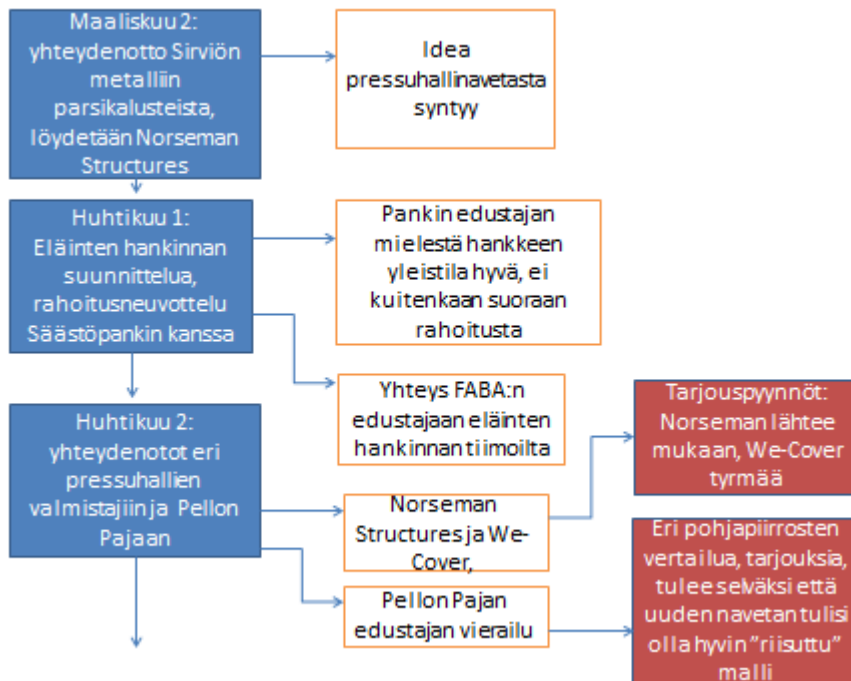 Maaliskuu 2:
yhteydenotto Sirviön
metalliin
parsikalusteista,
löydetään Norseman
Structures
Idea
pressuhallinavetasta
syntyy
Huhtikuu 1:
Eläinten hankinnan
suunnittelua,
rahoitusneuvottelu
Säästöpankin kanssa
Pankin edustajan
mielestä hankkeen
yleistila hyvä, ei
kuitenkaan suoraan
rahoitusta
Yhteys FABA:n
edustajaan eläinten
hankinnan tiimoilta
Huhtikuu 2:
yhteydenotot eri
pressuhallien
valmistajiin ja Pellon
Pajaan
Norseman
Structures ja We-
Cover,
Pellon Pajan
edustajan vierailu
Tarjouspyynnöt:
Norseman lähtee
mukaan, We-Cover
tyrmää
Eri pohjapiirrosten
vertailua, tarjouksia,
tulee selväksi että
uuden navetan tulisi
olla hyvin "riisuttu"
malli